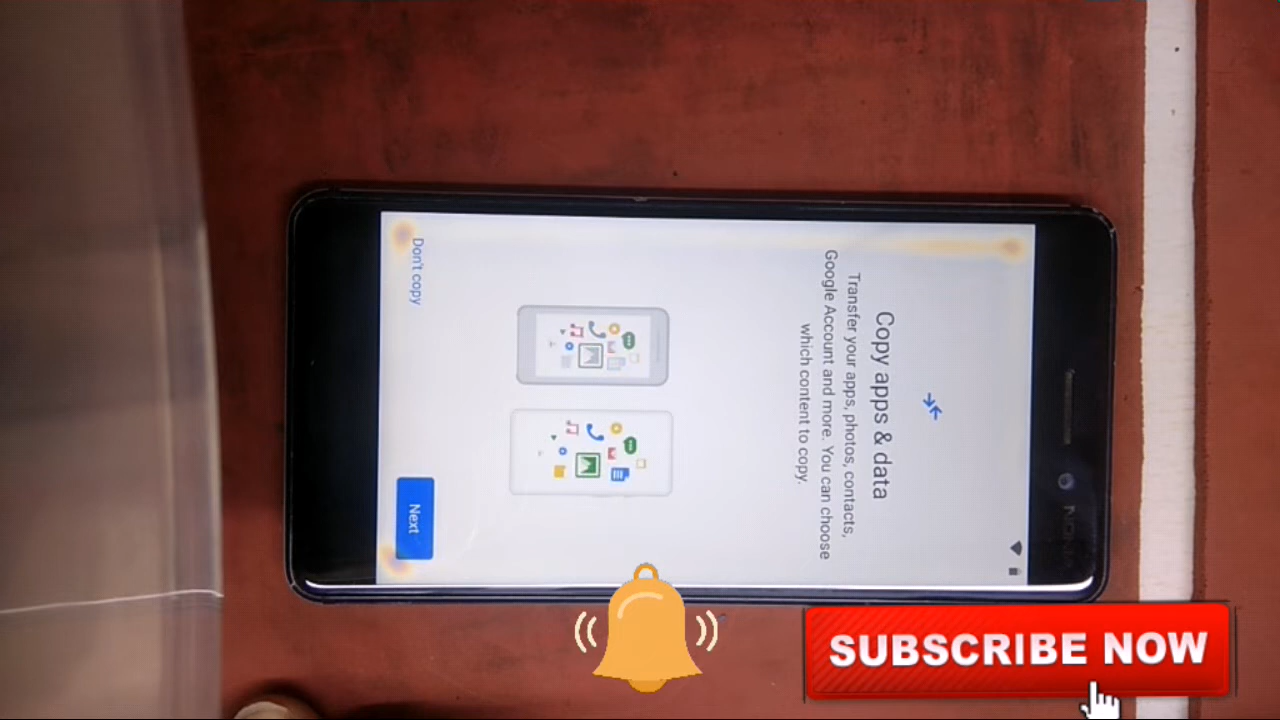 NOKIA
Copy apps & data
Transfer your apps, photos, contacts,
Google Account and more. You can choose
which content to copy.
Don't copy
Next
SUBSCRIBE NOW